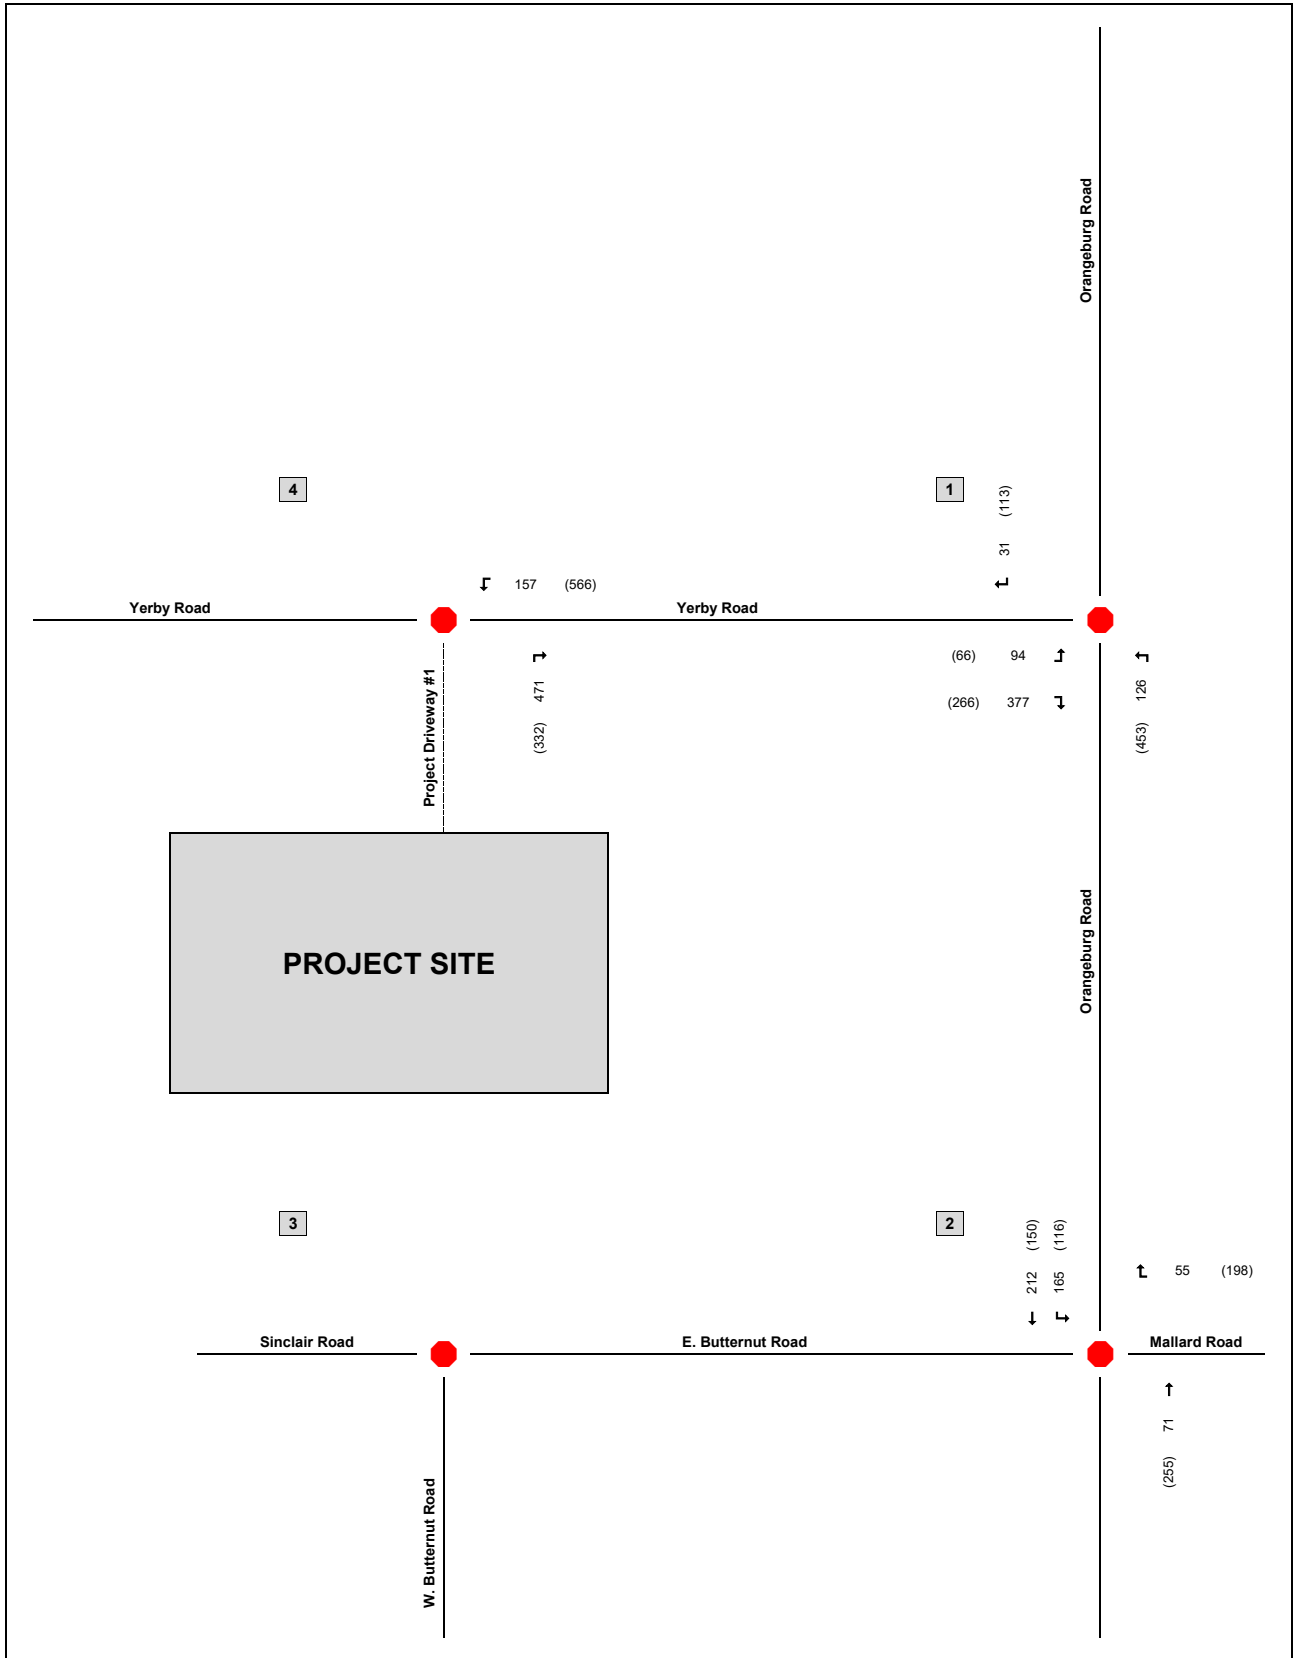 Orangeburg Road
4
1
31 (113)
157 (566)
Yerby Road
Yerby Road
(66) 94
(266) 377
(332) 471
(453) 126
Project Driveway #1
PROJECT SITE
Orangeburg Road
3
2
212 (150)
165 (116)
55 (198)
Sinclair Road
E. Butternut Road
Mallard Road
(255) 71
W. Butternut Road